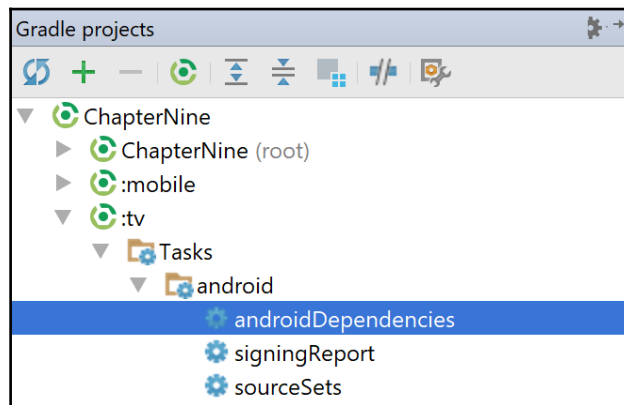 Gradle projects
ChapterNine
ChapterNine (root)
:mobile
:tv
Tasks
android
androidDependencies
signingReport
sourceSets